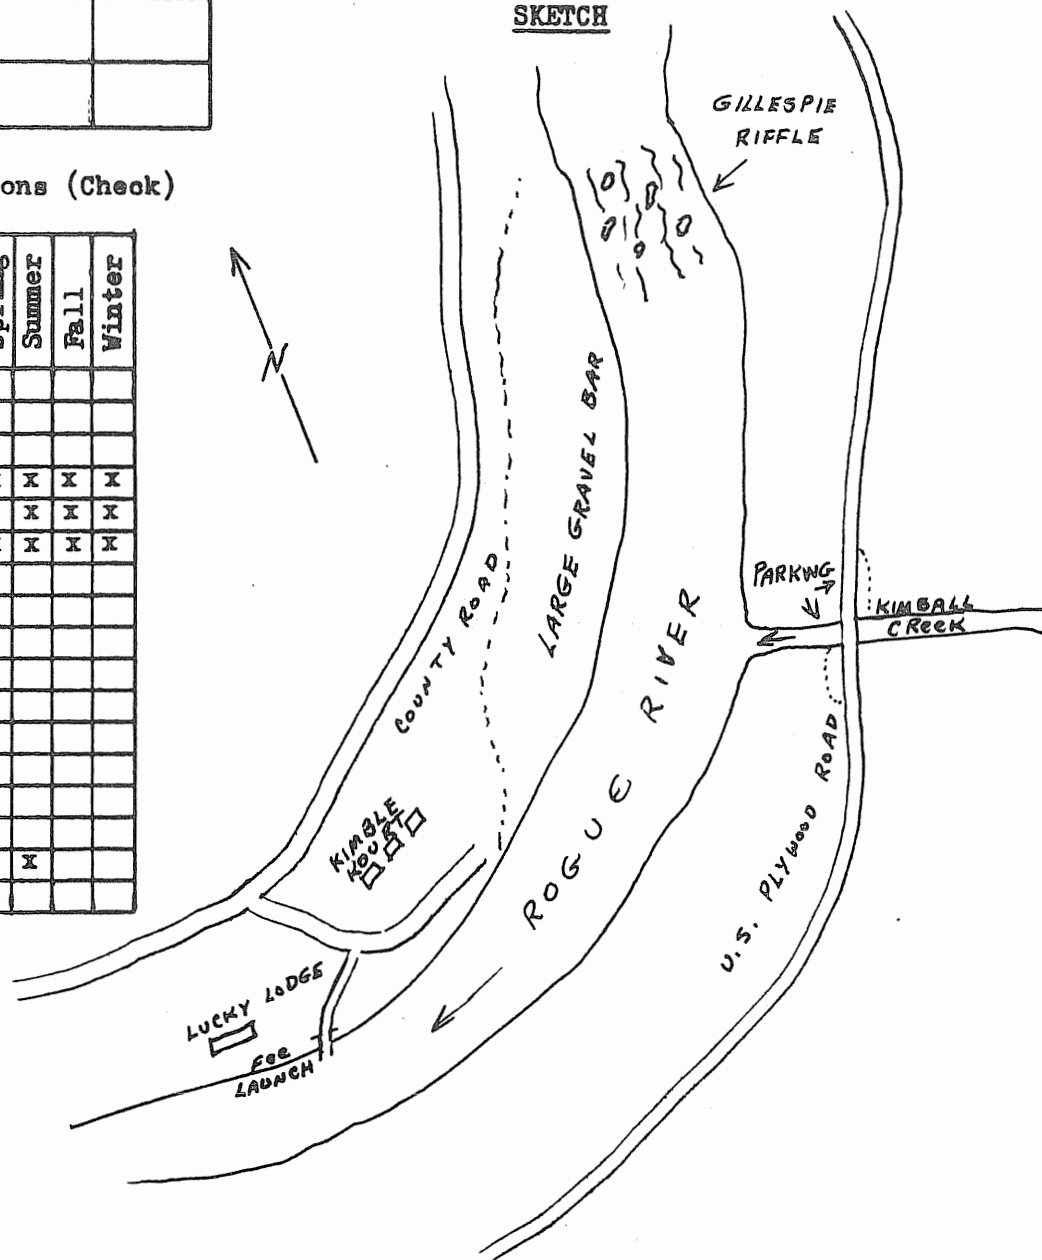 SKETCH
GILLESPIE
RIFFLE
ons (Check)
Summer
Fall
Winter
N
X X X
X X X
X X X
X
LARGE GRAVEL BAR
COUNTY ROAD
PARKING
KIMBALL
CREEK
ROGUE RIVER
U.S. PLYWOOD ROAD
KIMBLE
KOURT
LUCKY LODGE
FEE
LAUNCH